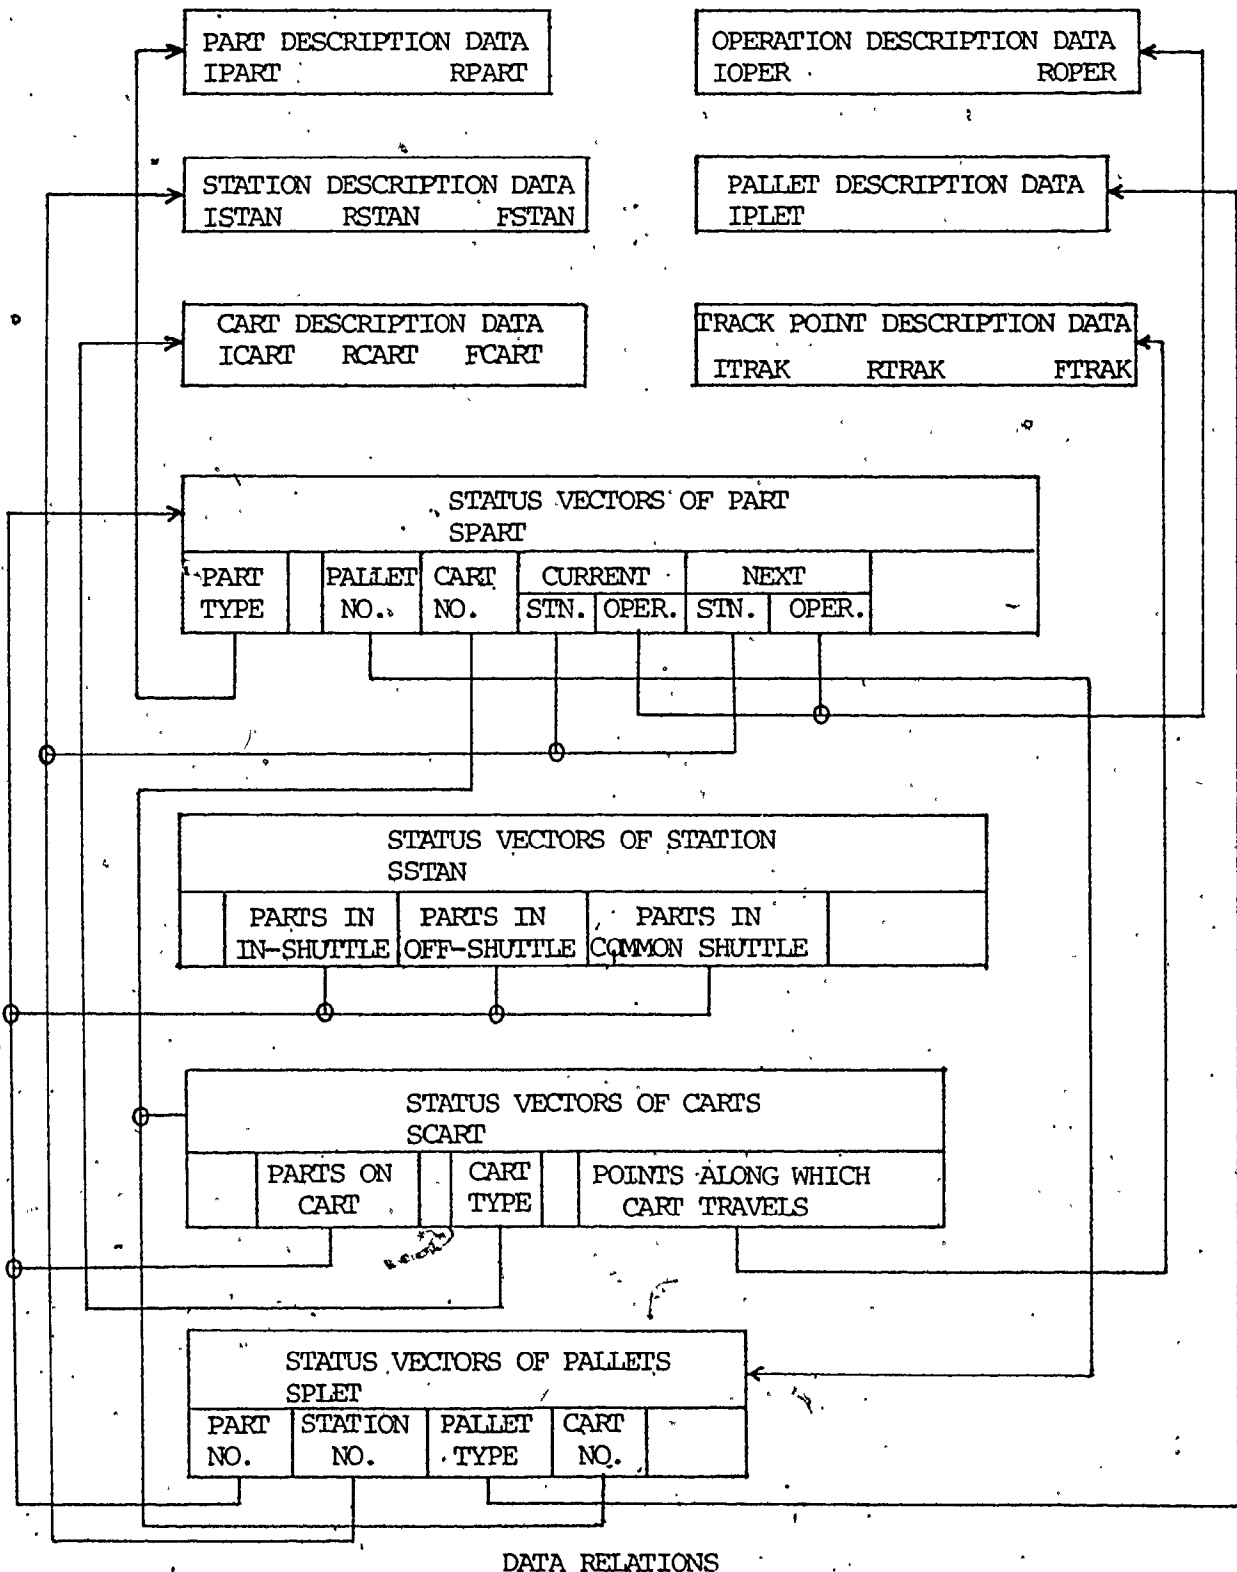 PART DESCRIPTION DATA
IPART RPART
OPERATION DESCRIPTION DATA
IOPER ROPER
STATION DESCRIPTION DATA
ISTAN RSTAN FSTAN
PALLET DESCRIPTION DATA
IPLET
CART DESCRIPTION DATA
ICART RCART FCART
TRACK POINT DESCRIPTION DATA
ITRAK RTRAK FTRAK
STATUS VECTORS OF PART
SPART
PART
TYPE
PALLET
NO.
CART
NO.
CURRENT
STN. OPER.
NEXT
STN. OPER.
STATUS VECTORS OF STATION
SSTAN
PARTS IN
IN-SHUTTLE
PARTS IN
OFF-SHUTTLE
PARTS IN
COMMON SHUTTLE
STATUS VECTORS OF CARTS
SCART
PARTS ON
CART
CART
TYPE
POINTS ALONG WHICH
CART TRAVELS
STATUS VECTORS OF PALLETS
SPLET
PART
NO.
STATION
NO.
PALLET
TYPE
CART
NO.
DATA RELATIONS